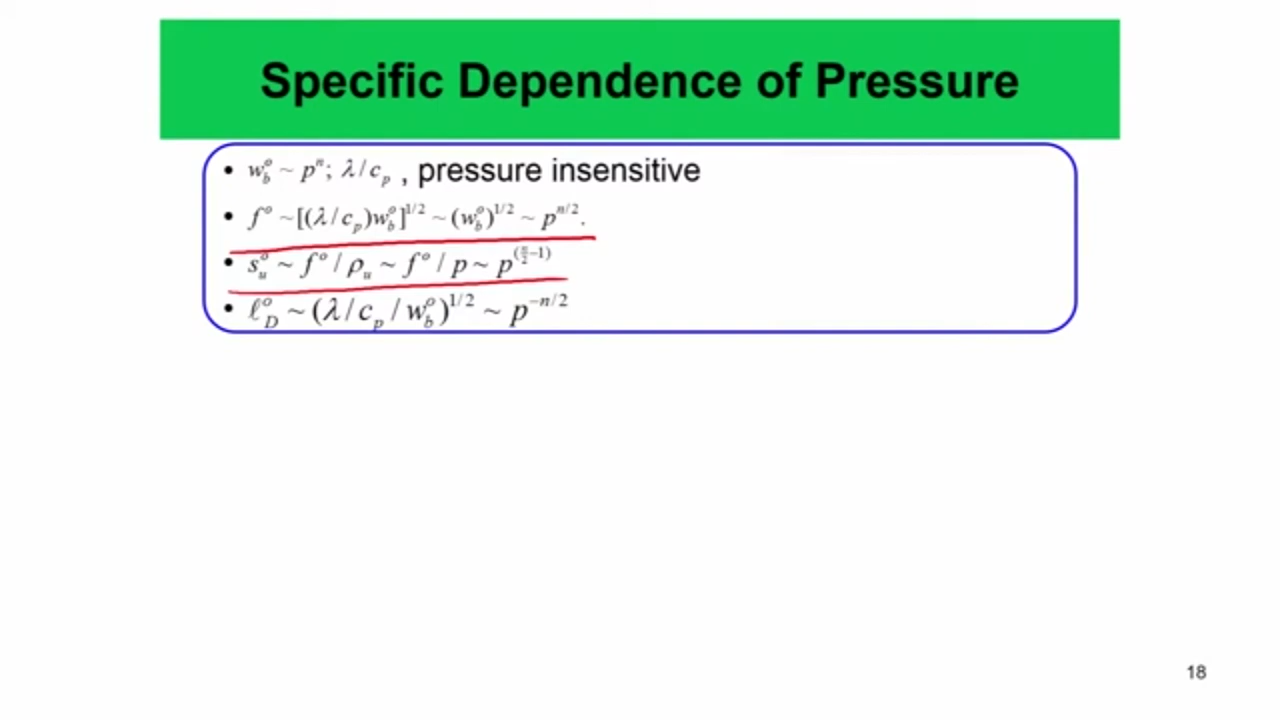 Specific Dependence of Pressure
• w_b^o ~ p^n; λ/c_p , pressure insensitive
• f^o ~[(λ/c_p)w_b^o]^{1/2} ~ (w_b^o)^{1/2} ~ p^{n/2}.
• s_u^o ~ f^o / ρ_u ~ f^o / p ~ p^{(n/2 −1)}
• ℓ_D^o ~ (λ/c_p / w_b^o)^{1/2} ~ p^{−n/2}
18